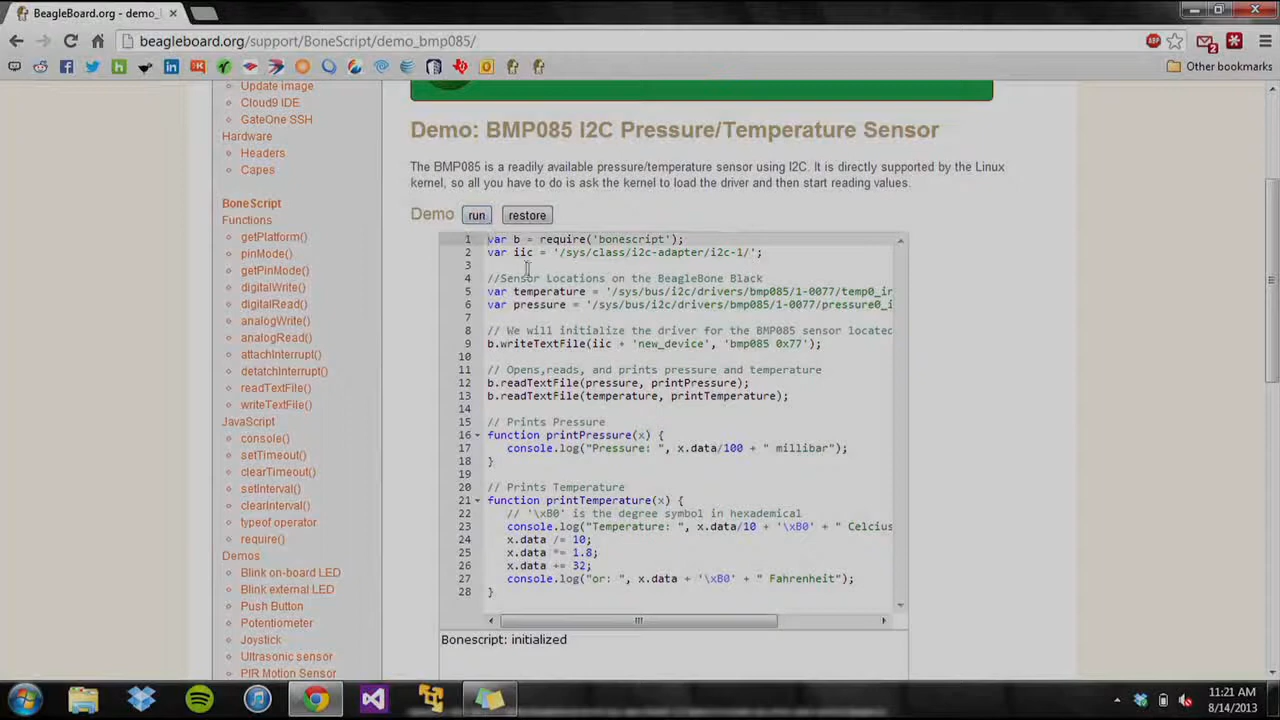 BeagleBoard.org - demo_
beagleboard.org/support/BoneScript/demo_bmp085/
Other bookmarks
Update image
Cloud9 IDE
GateOne SSH
Hardware
Headers
Capes
BoneScript
Functions
getPlatform()
pinMode()
getPinMode()
digitalWrite()
digitalRead()
analogWrite()
analogRead()
attachInterrupt()
detatchInterrupt()
readTextFile()
writeTextFile()
JavaScript
console()
setTimeout()
clearTimeout()
setInterval()
clearInterval()
typeof operator
require()
Demos
Blink on-board LED
Blink external LED
Push Button
Potentiometer
Joystick
Ultrasonic sensor
PIR Motion Sensor
Demo: BMP085 I2C Pressure/Temperature Sensor
The BMP085 is a readily available pressure/temperature sensor using I2C. It is directly supported by the Linux
kernel, so all you have to do is ask the kernel to load the driver and then start reading values.
Demo run restore
1 var b = require('bonescript');
2 var iic = '/sys/class/i2c-adapter/i2c-1/';
3
4 //Sensor Locations on the BeagleBone Black
5 var temperature = '/sys/bus/i2c/drivers/bmp085/1-0077/temp0_in
6 var pressure = '/sys/bus/i2c/drivers/bmp085/1-0077/pressure0_i
7
8 // We will initialize the driver for the BMP085 sensor located
9 b.writeTextFile(iic + 'new_device', 'bmp085 0x77');
10
11 // Opens,reads, and prints pressure and temperature
12 b.readTextFile(pressure, printPressure);
13 b.readTextFile(temperature, printTemperature);
14
15 // Prints Pressure
16 function printPressure(x) {
17 console.log("Pressure: ", x.data/100 + " millibar");
18 }
19
20 // Prints Temperature
21 function printTemperature(x) {
22 // '\xB0' is the degree symbol in hexademical
23 console.log("Temperature: ", x.data/10 + '\xB0' + " Celcius
24 x.data /= 10;
25 x.data *= 1.8;
26 x.data += 32;
27 console.log("or: ", x.data + '\xB0' + " Fahrenheit");
28 }
Bonescript: initialized
11:21 AM
8/14/2013